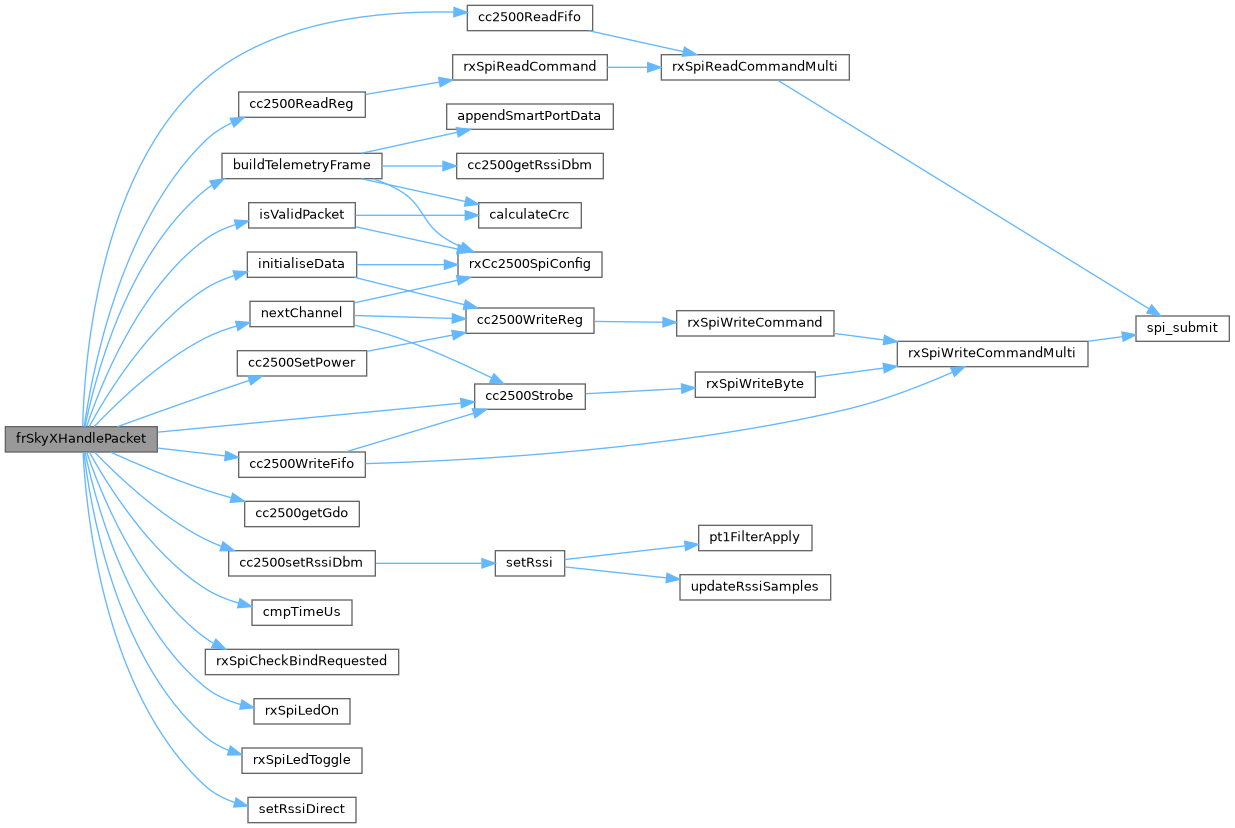 frSkyXHandlePacket
cc2500ReadFifo
rxSpiReadCommandMulti
spi_submit
cc2500ReadReg
rxSpiReadCommand
buildTelemetryFrame
appendSmartPortData
cc2500getRssiDbm
calculateCrc
rxCc2500SpiConfig
isValidPacket
initialiseData
cc2500WriteReg
rxSpiWriteCommand
rxSpiWriteCommandMulti
nextChannel
cc2500Strobe
rxSpiWriteByte
cc2500SetPower
cc2500WriteFifo
cc2500getGdo
cc2500setRssiDbm
setRssi
pt1FilterApply
updateRssiSamples
cmpTimeUs
rxSpiCheckBindRequested
rxSpiLedOn
rxSpiLedToggle
setRssiDirect